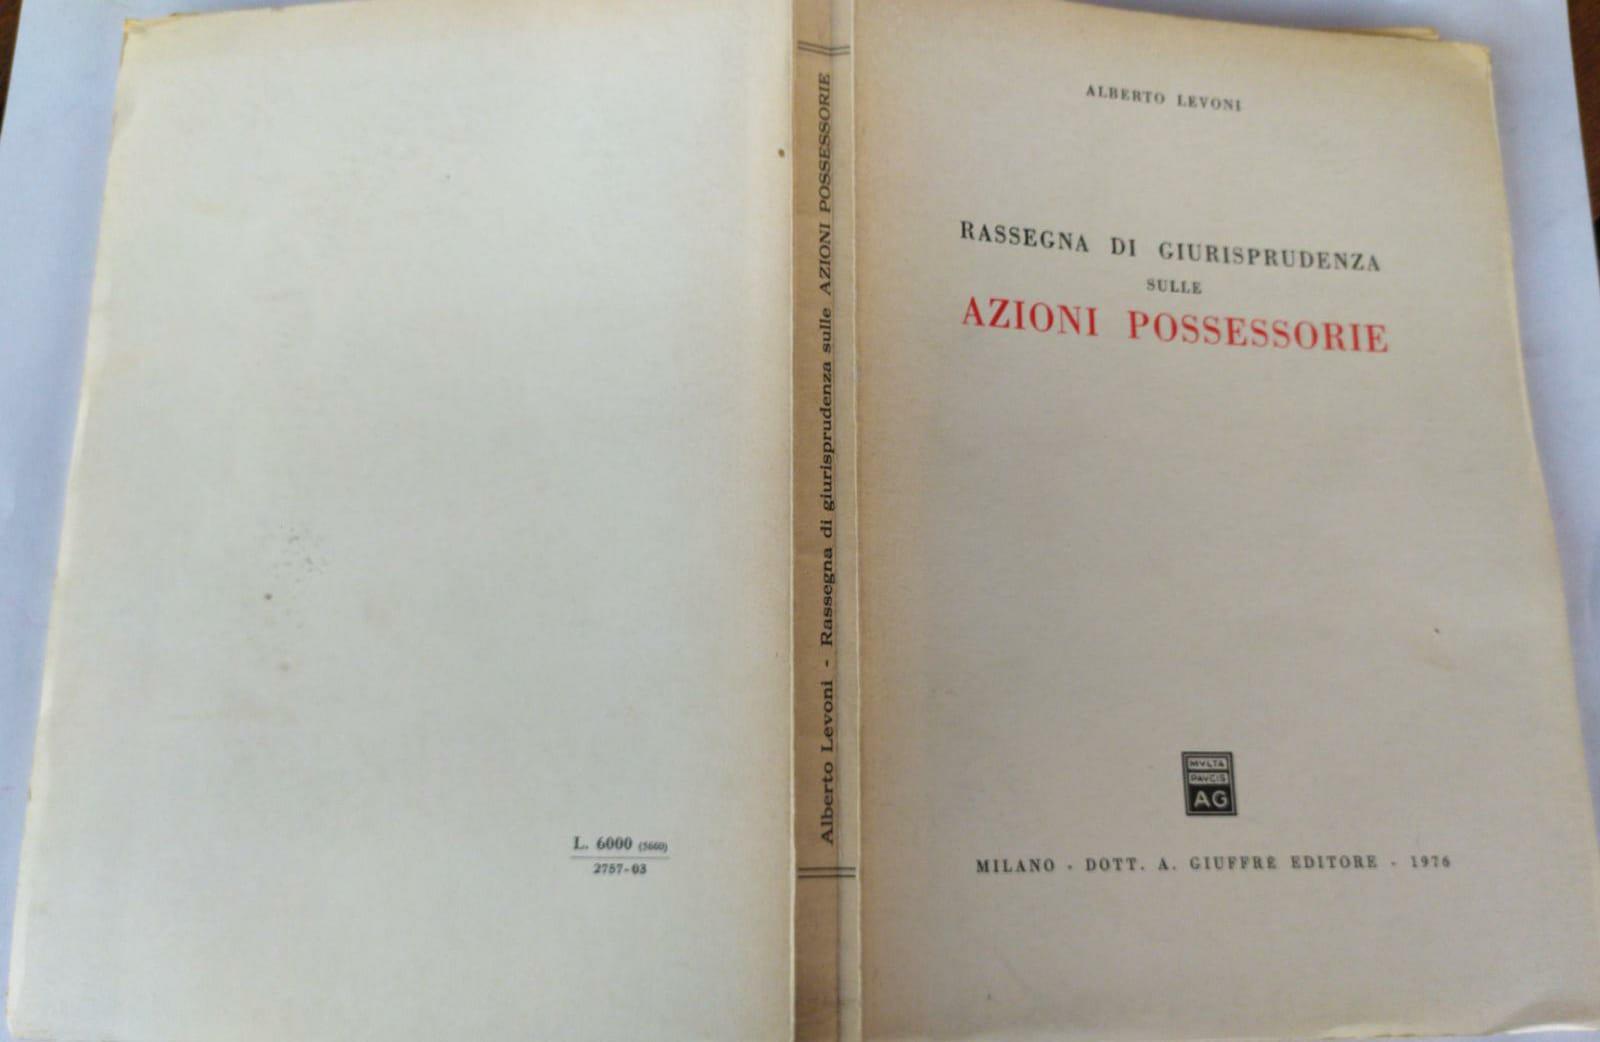 L. 6000 (5660)
2757-03
Alberto Levoni - Rassegna di giurisprudenza sulle AZIONI POSSESSORIE
ALBERTO LEVONI
RASSEGNA DI GIURISPRUDENZA
SULLE
AZIONI POSSESSORIE
MVLTA
PAVCIS
AG
MILANO - DOTT. A. GIUFFRÈ EDITORE - 1976